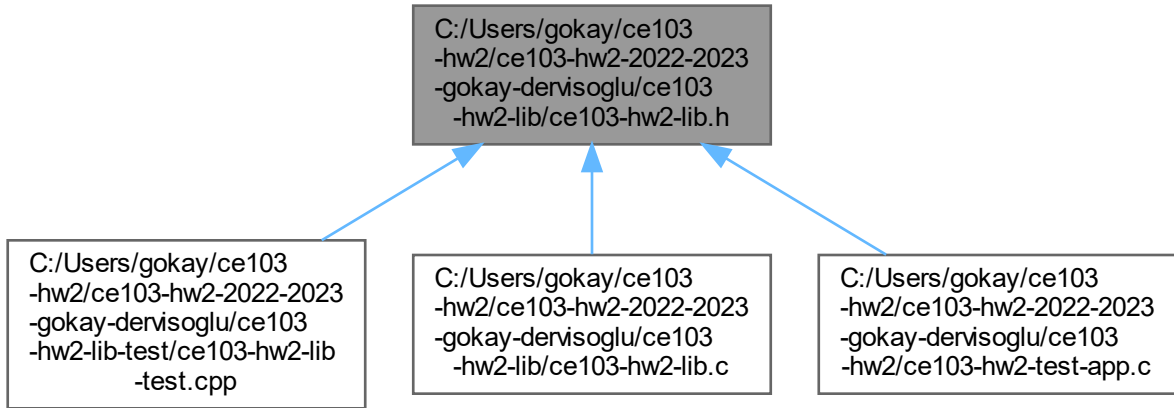 C:/Users/gokay/ce103
-hw2/ce103-hw2-2022-2023
-gokay-dervisoglu/ce103
-hw2-lib/ce103-hw2-lib.h
C:/Users/gokay/ce103
-hw2/ce103-hw2-2022-2023
-gokay-dervisoglu/ce103
-hw2-lib-test/ce103-hw2-lib
-test.cpp
C:/Users/gokay/ce103
-hw2/ce103-hw2-2022-2023
-gokay-dervisoglu/ce103
-hw2-lib/ce103-hw2-lib.c
C:/Users/gokay/ce103
-hw2/ce103-hw2-2022-2023
-gokay-dervisoglu/ce103
-hw2/ce103-hw2-test-app.c